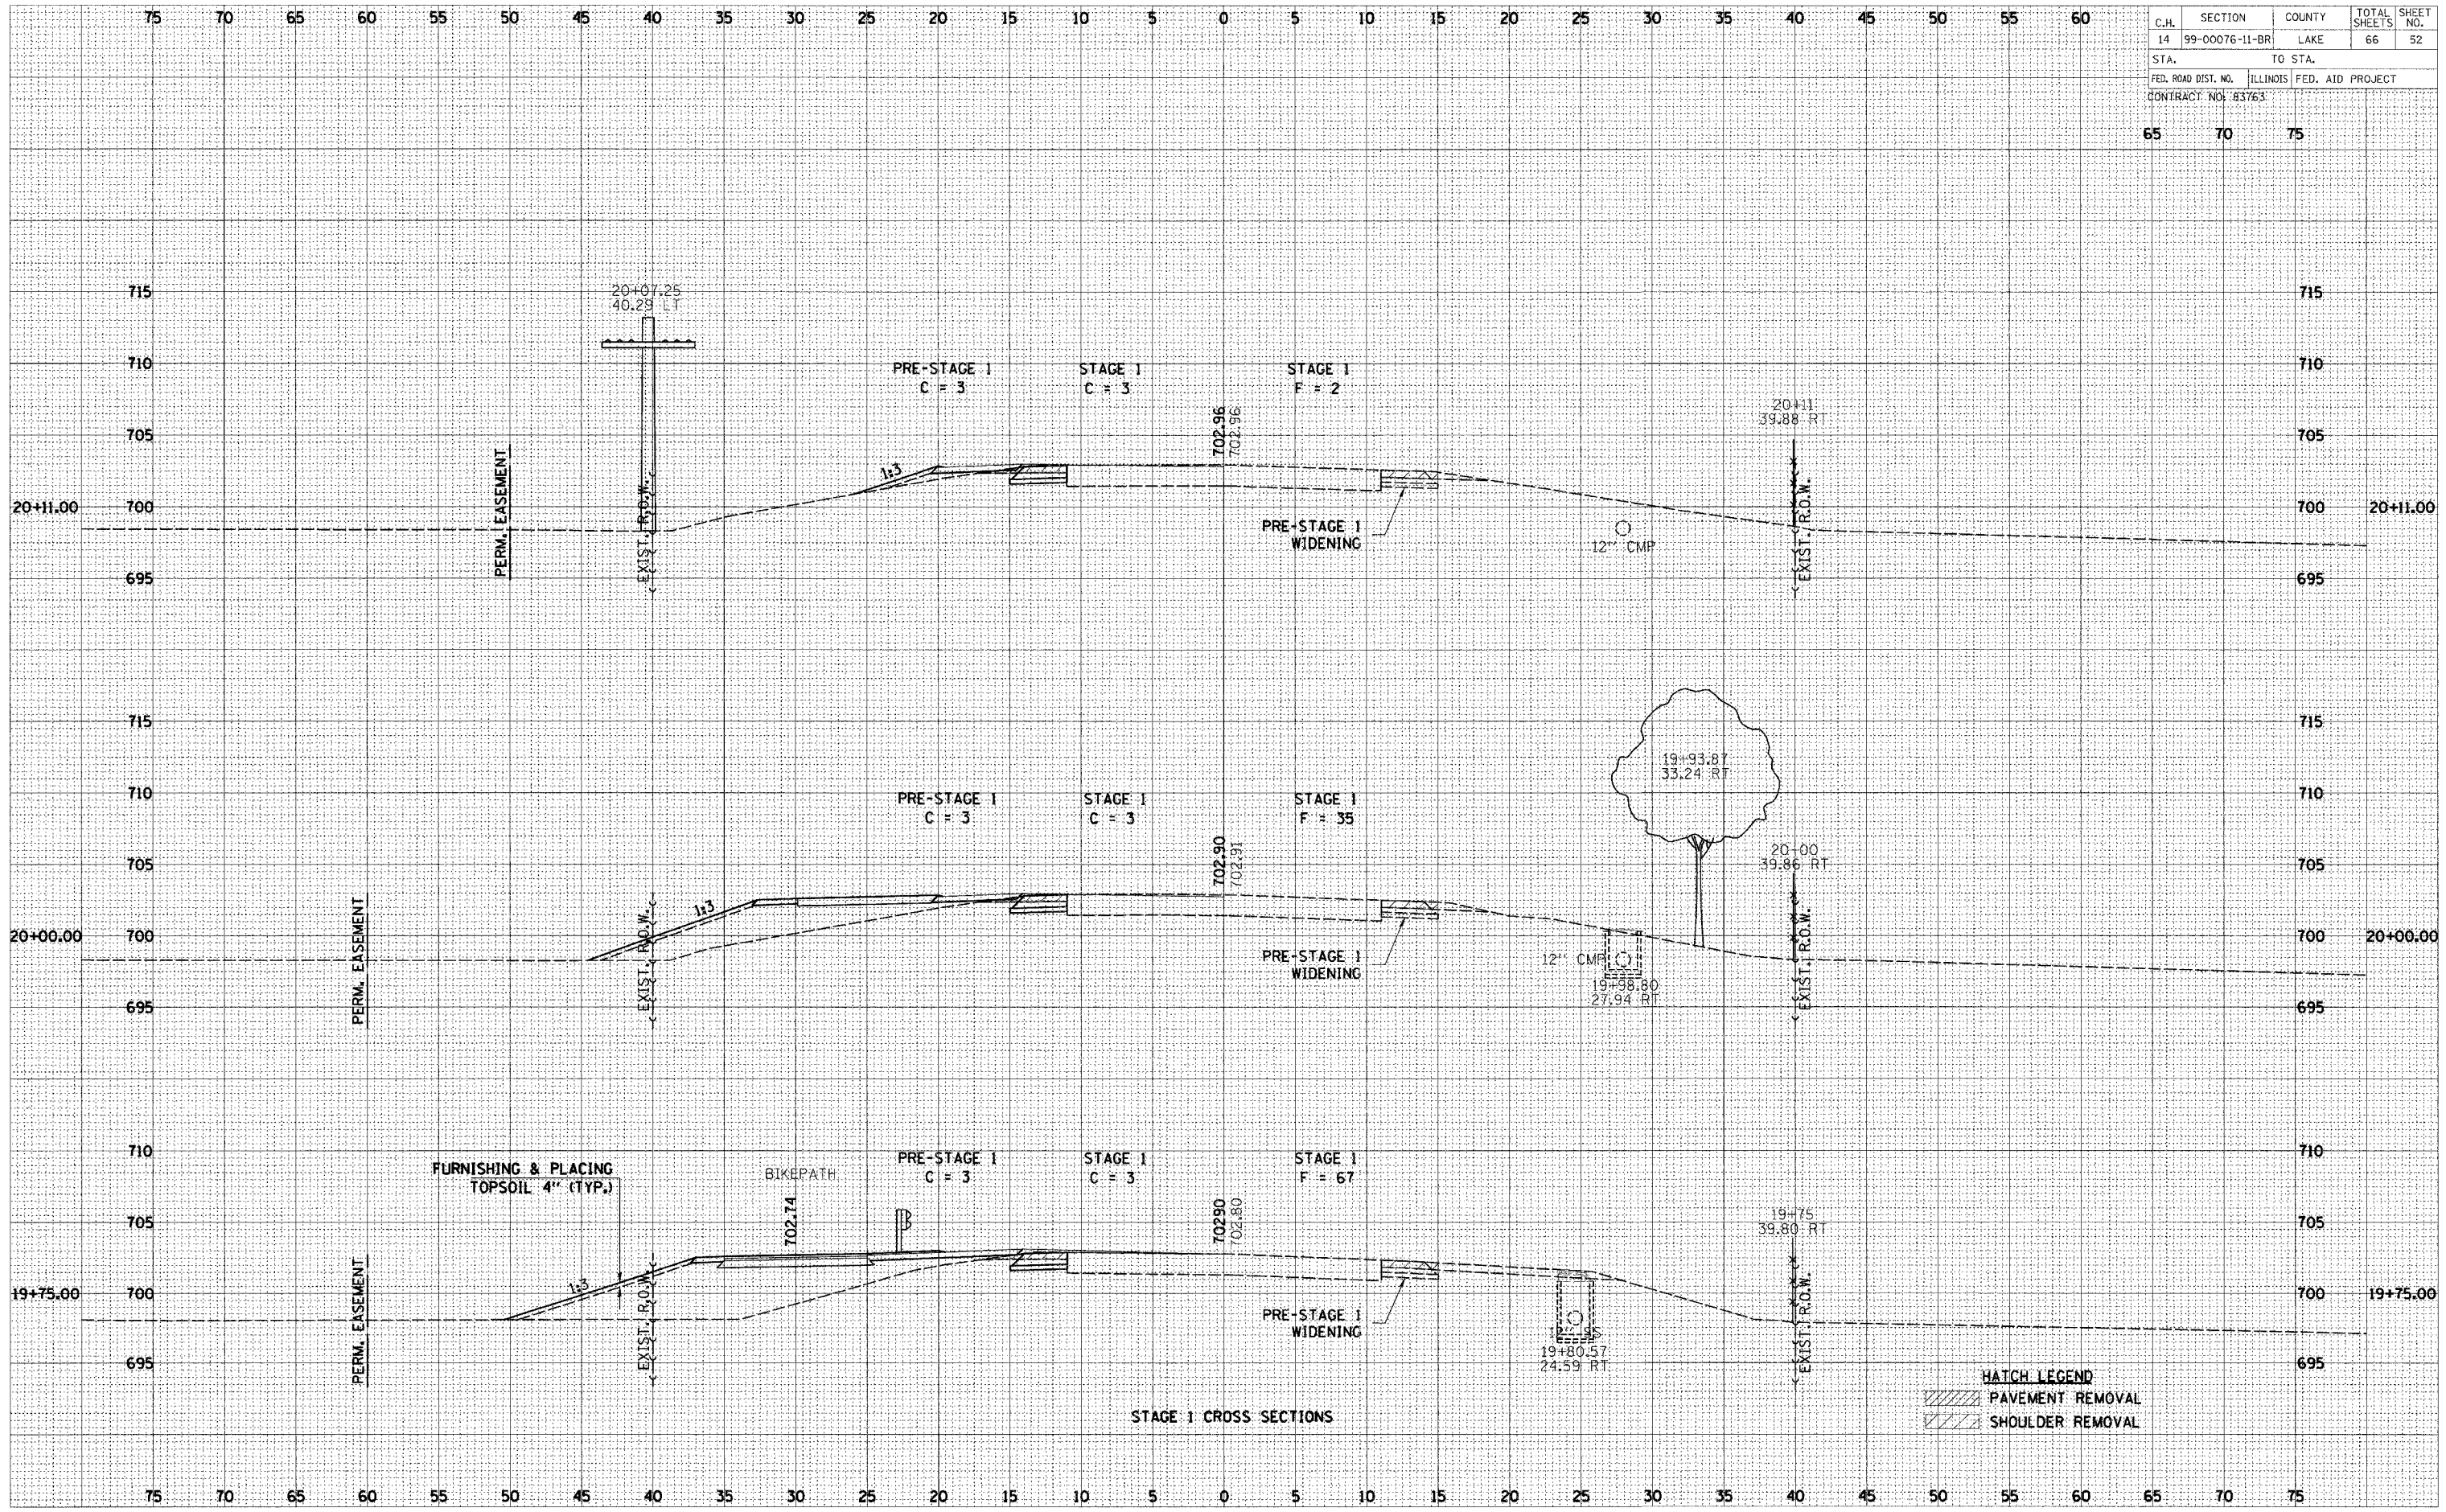 75 70 65 60 55 50 45 40 35 30 25 20 15 10 5 0 5 10 15 20 25 30 35 40 45 50 55 60
C.H. SECTION COUNTY TOTAL SHEETS SHEET NO.
14 99-00076-11-BR LAKE 66 52
STA. TO STA.
FED. ROAD DIST. NO. ILLINOIS FED. AID PROJECT
CONTRACT NO: 83763
65 70 75
715 715
20+07.25
40.29 LT
710 710
PRE-STAGE 1 STAGE 1 STAGE 1
C = 3 C = 3 F = 2
702.96
702.96
20+11
39.88 RT
705 705
1:3
PERM. EASEMENT
EXIST. R.O.W.
EXIST. R.O.W.
20+11.00 700 700 20+11.00
PRE-STAGE 1
WIDENING
12" CMP
695 695
715 715
19+93.87
33.24 RT
710 710
PRE-STAGE 1 STAGE 1 STAGE 1
C = 3 C = 3 F = 35
702.90
702.91
20+00
39.86 RT
705 705
1:3
PERM. EASEMENT
EXIST. R.O.W.
EXIST. R.O.W.
20+00.00 700 700 20+00.00
PRE-STAGE 1
WIDENING
12" CMP
19+98.80
27.94 RT
695 695
710 710
FURNISHING & PLACING
TOPSOIL 4" (TYP.)
BIKEPATH
702.74
PRE-STAGE 1 STAGE 1 STAGE 1
C = 3 C = 3 F = 67
70290
702.80
19+75
39.80 RT
705 705
1:3
PERM. EASEMENT
EXIST. R.O.W.
EXIST. R.O.W.
19+75.00 700 700 19+75.00
PRE-STAGE 1
WIDENING
19+80.57
24.59 RT
695 695
HATCH LEGEND
PAVEMENT REMOVAL
SHOULDER REMOVAL
STAGE 1 CROSS SECTIONS
75 70 65 60 55 50 45 40 35 30 25 20 15 10 5 0 5 10 15 20 25 30 35 40 45 50 55 60 65 70 75